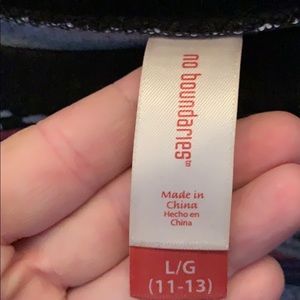 no boundaries™
Made in
China
Hecho en
China
L/G
(11-13)